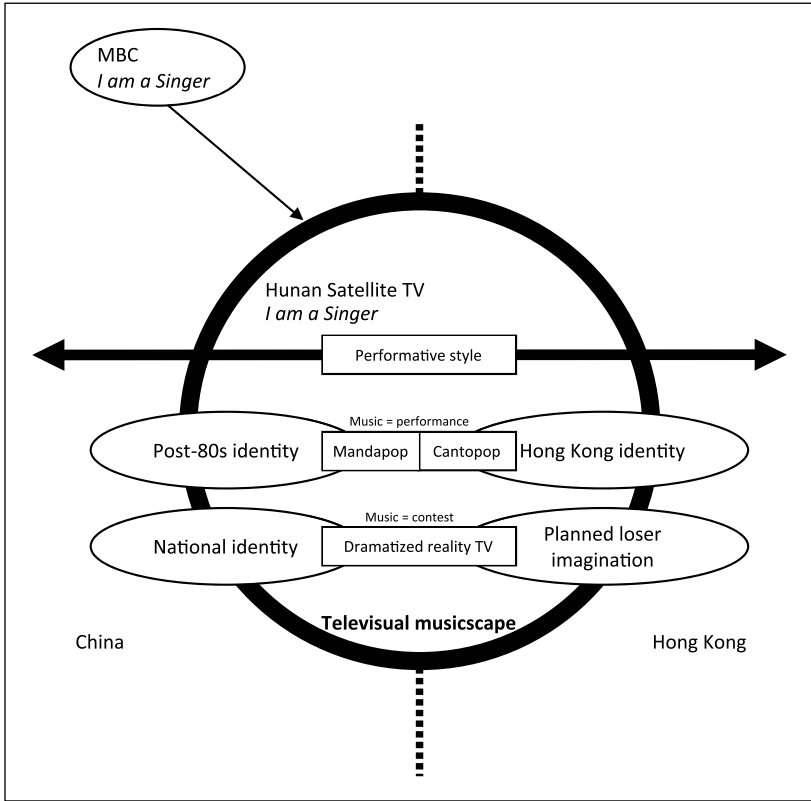 MBC
I am a Singer
Hunan Satellite TV
I am a Singer
Performative style
Music = performance
Post-80s identity
Mandapop
Cantopop
Hong Kong identity
Music = contest
National identity
Dramatized reality TV
Planned loser
imagination
Televisual musicscape
China
Hong Kong